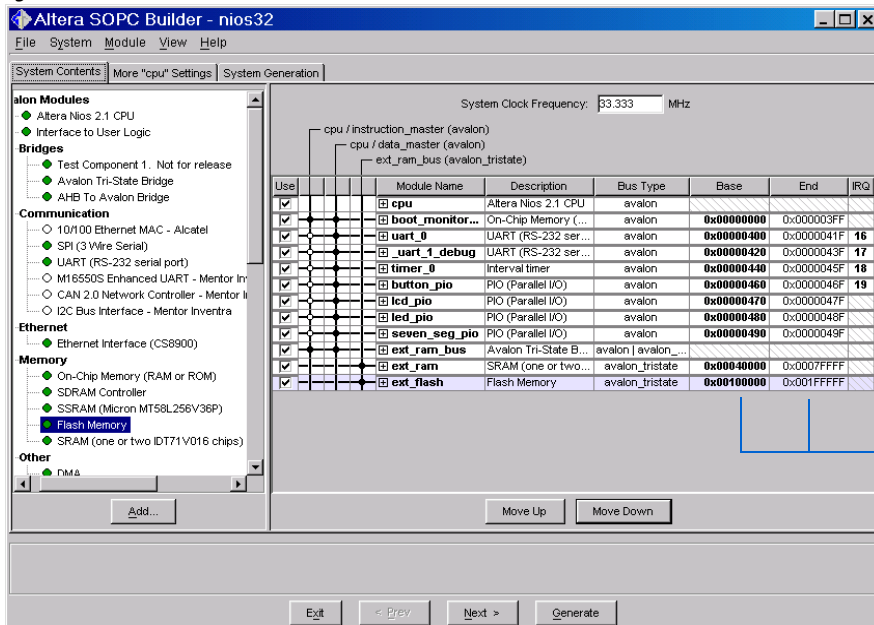 Altera SOPC Builder - nios32
File System Module View Help
System Contents More "cpu" Settings System Generation
alon Modules
Altera Nios 2.1 CPU
Interface to User Logic
Bridges
Test Component 1. Not for release
Avalon Tri-State Bridge
AHB To Avalon Bridge
Communication
10/100 Ethernet MAC - Alcatel
SPI (3 Wire Serial)
UART (RS-232 serial port)
M16550S Enhanced UART - Mentor Inv
CAN 2.0 Network Controller - Mentor I
I2C Bus Interface - Mentor Inventra
Ethernet
Ethernet Interface (CS8900)
Memory
On-Chip Memory (RAM or ROM)
SDRAM Controller
SSRAM (Micron MT58L256V36P)
Flash Memory
SRAM (one or two IDT71V016 chips)
Other
DMA
Add...
System Clock Frequency: 33.333 MHz
cpu / instruction_master (avalon)
cpu / data_master (avalon)
ext_ram_bus (avalon_tristate)
Use Module Name Description Bus Type Base End IRQ
cpu Altera Nios 2.1 CPU avalon
boot_monitor... On-Chip Memory (... avalon 0x00000000 0x000003FF
uart_0 UART (RS-232 ser... avalon 0x00000400 0x0000041F 16
_uart_1_debug UART (RS-232 ser... avalon 0x00000420 0x0000043F 17
timer_0 Interval timer avalon 0x00000440 0x0000045F 18
button_pio PIO (Parallel I/O) avalon 0x00000460 0x0000046F 19
lcd_pio PIO (Parallel I/O) avalon 0x00000470 0x0000047F
led_pio PIO (Parallel I/O) avalon 0x00000480 0x0000048F
seven_seg_pio PIO (Parallel I/O) avalon 0x00000490 0x0000049F
ext_ram_bus Avalon Tri-State B... avalon | avalon_...
ext_ram SRAM (one or two... avalon_tristate 0x00040000 0x0007FFFF
ext_flash Flash Memory avalon_tristate 0x00100000 0x001FFFFF
Move Up Move Down
Exit < Prev Next > Generate